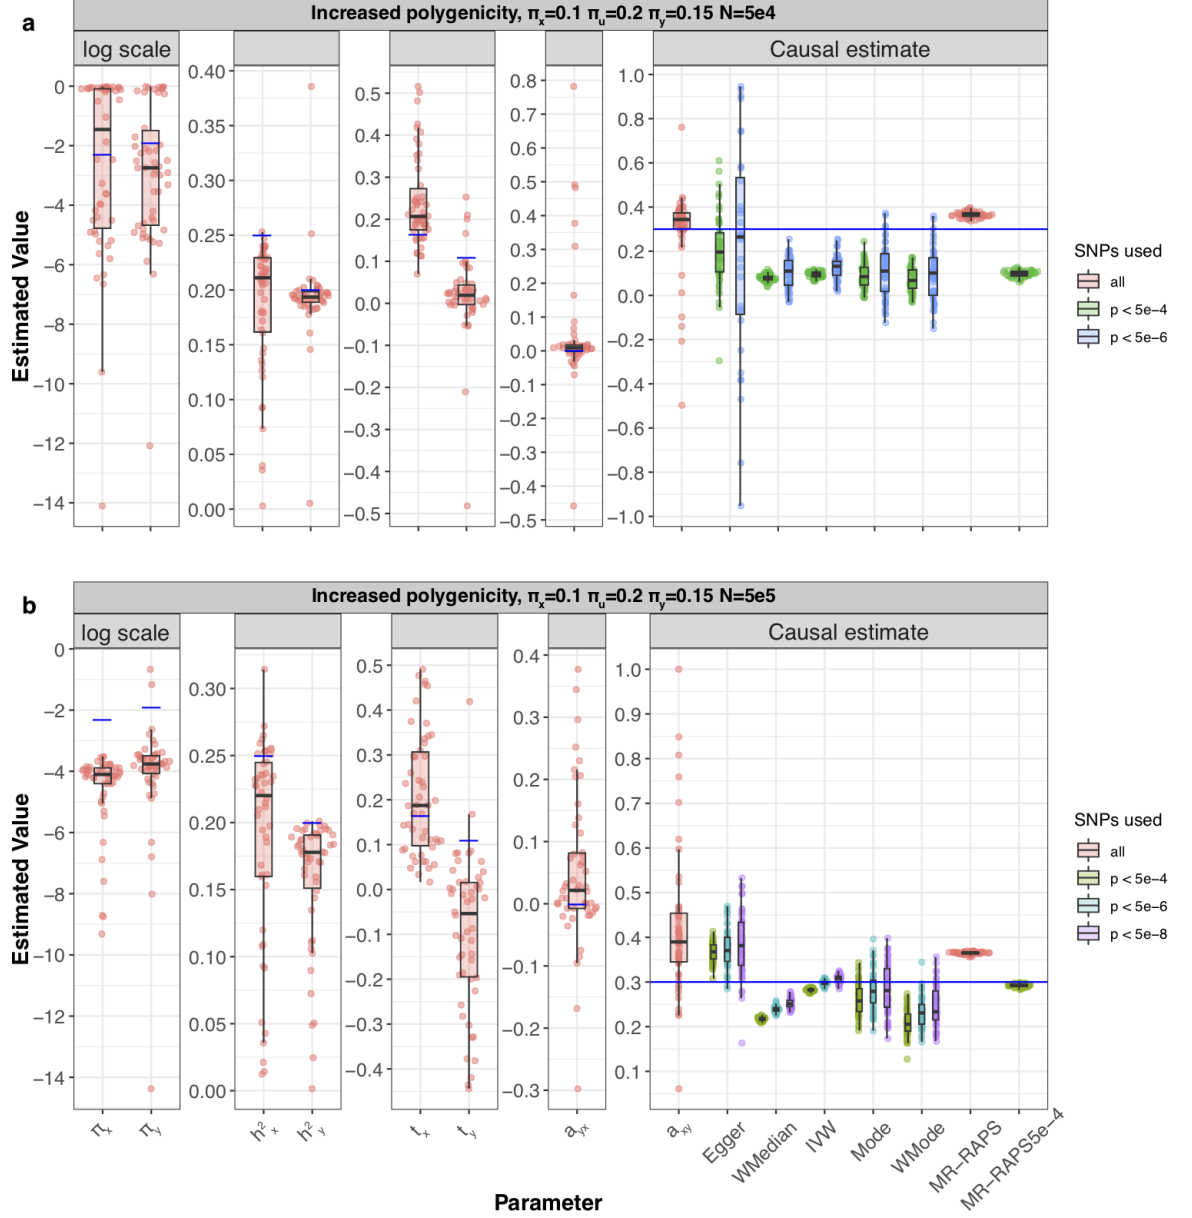 a
Increased polygenicity, πx=0.1 πu=0.2 πy=0.15 N=5e4
log scale
Causal estimate
Estimated Value
0
−2
−4
−6
−8
−10
−12
−14
0.40
0.35
0.30
0.25
0.20
0.15
0.10
0.05
0.00
0.5
0.4
0.3
0.2
0.1
0.0
−0.1
−0.2
−0.3
−0.4
−0.5
0.8
0.7
0.6
0.5
0.4
0.3
0.2
0.1
0.0
−0.1
−0.2
−0.3
−0.4
−0.5
1.0
0.8
0.6
0.4
0.2
0.0
−0.2
−0.4
−0.6
−0.8
−1.0
SNPs used
all
p < 5e−4
p < 5e−6
b
Increased polygenicity, πx=0.1 πu=0.2 πy=0.15 N=5e5
log scale
Causal estimate
Estimated Value
0
−2
−4
−6
−8
−10
−12
−14
0.30
0.25
0.20
0.15
0.10
0.05
0.00
0.5
0.4
0.3
0.2
0.1
0.0
−0.1
−0.2
−0.3
−0.4
0.4
0.3
0.2
0.1
0.0
−0.1
−0.2
−0.3
1.0
0.9
0.8
0.7
0.6
0.5
0.4
0.3
0.2
0.1
SNPs used
all
p < 5e−4
p < 5e−6
p < 5e−8
πx
πy
h²x
h²y
tx
ty
ayx
axy
Egger
WMedian
IVW
Mode
WMode
MR−RAPS
MR−RAPS5e−4
Parameter